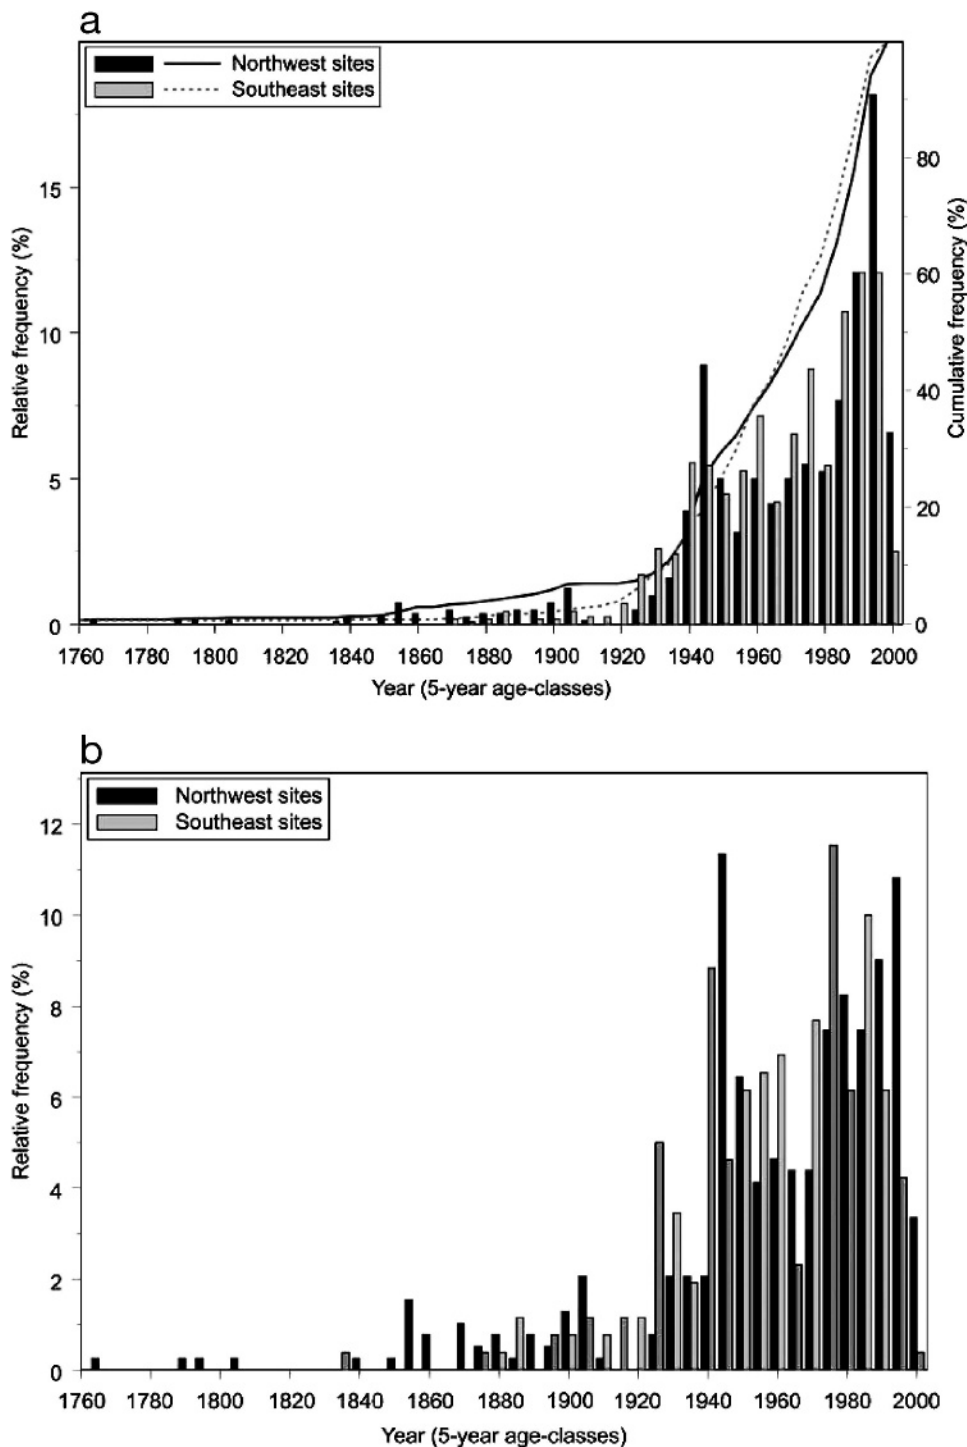 a
Northwest sites
Southeast sites
Relative frequency (%)
15
10
5
0
Cumulative frequency (%)
80
60
40
20
0
1760 1780 1800 1820 1840 1860 1880 1900 1920 1940 1960 1980 2000
Year (5-year age-classes)
b
Northwest sites
Southeast sites
Relative frequency (%)
12
10
8
6
4
2
0
1760 1780 1800 1820 1840 1860 1880 1900 1920 1940 1960 1980 2000
Year (5-year age-classes)